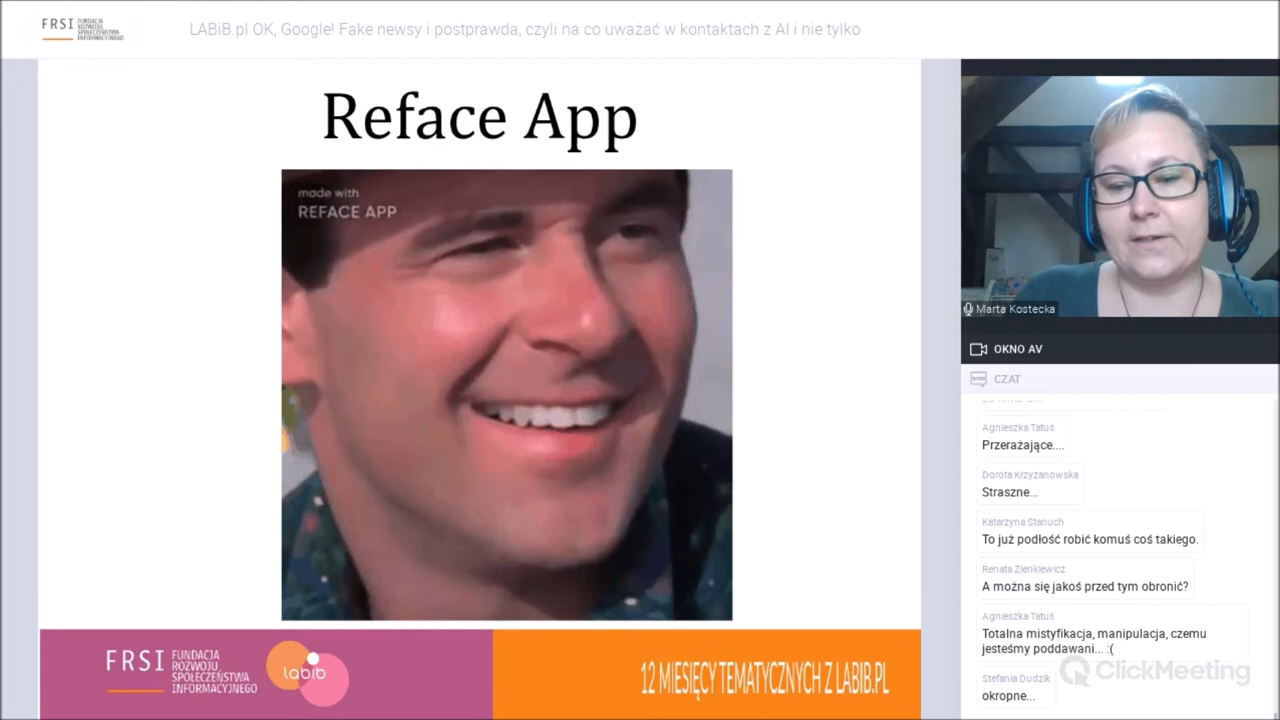 FRSI FUNDACJA
ROZWOJU
SPOŁECZEŃSTWA
INFORMACYJNEGO
LABiB.pl OK, Google! Fake newsy i postprawda, czyli na co uważać w kontaktach z AI i nie tylko
Reface App
made with
REFACE APP
Marta Kostecka
OKNO AV
CZAT
Agnieszka Tatuś
Przerażające....
Dorota Krzyżanowska
Straszne...
Katarzyna Stanuch
To już podłość robić komuś coś takiego.
Renata Zienkiewicz
A można się jakoś przed tym obronić?
Agnieszka Tatuś
Totalna mistyfikacja, manipulacja, czemu
jesteśmy poddawani... :(
Stefania Dudzik
okropne...
ClickMeeting
FRSI FUNDACJA
ROZWOJU
SPOŁECZEŃSTWA
INFORMACYJNEGO
labib
12 MIESIĘCY TEMATYCZNYCH Z LABIB.PL